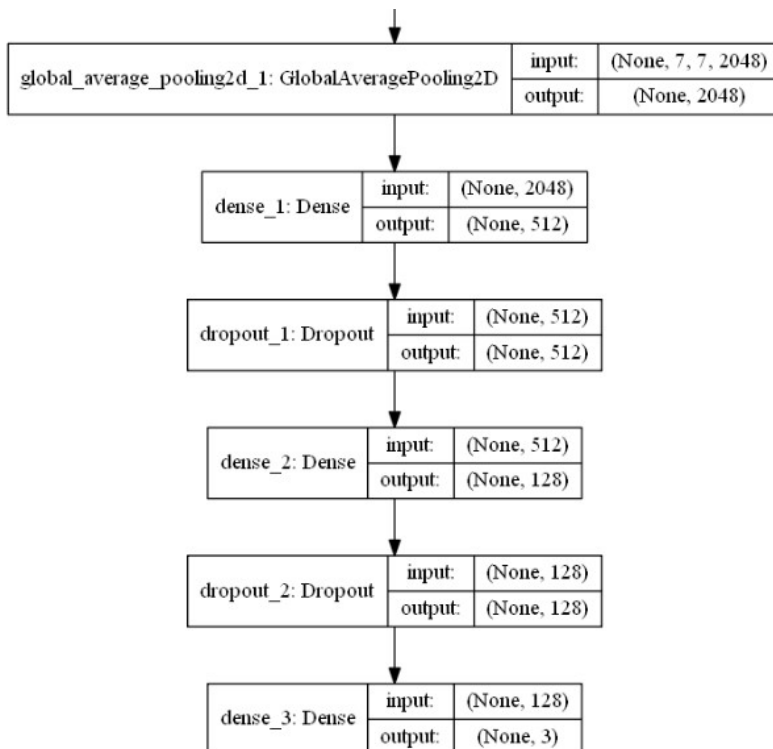 global_average_pooling2d_1: GlobalAveragePooling2D input: (None, 7, 7, 2048)
output: (None, 2048)
dense_1: Dense input: (None, 2048)
output: (None, 512)
dropout_1: Dropout input: (None, 512)
output: (None, 512)
dense_2: Dense input: (None, 512)
output: (None, 128)
dropout_2: Dropout input: (None, 128)
output: (None, 128)
dense_3: Dense input: (None, 128)
output: (None, 3)